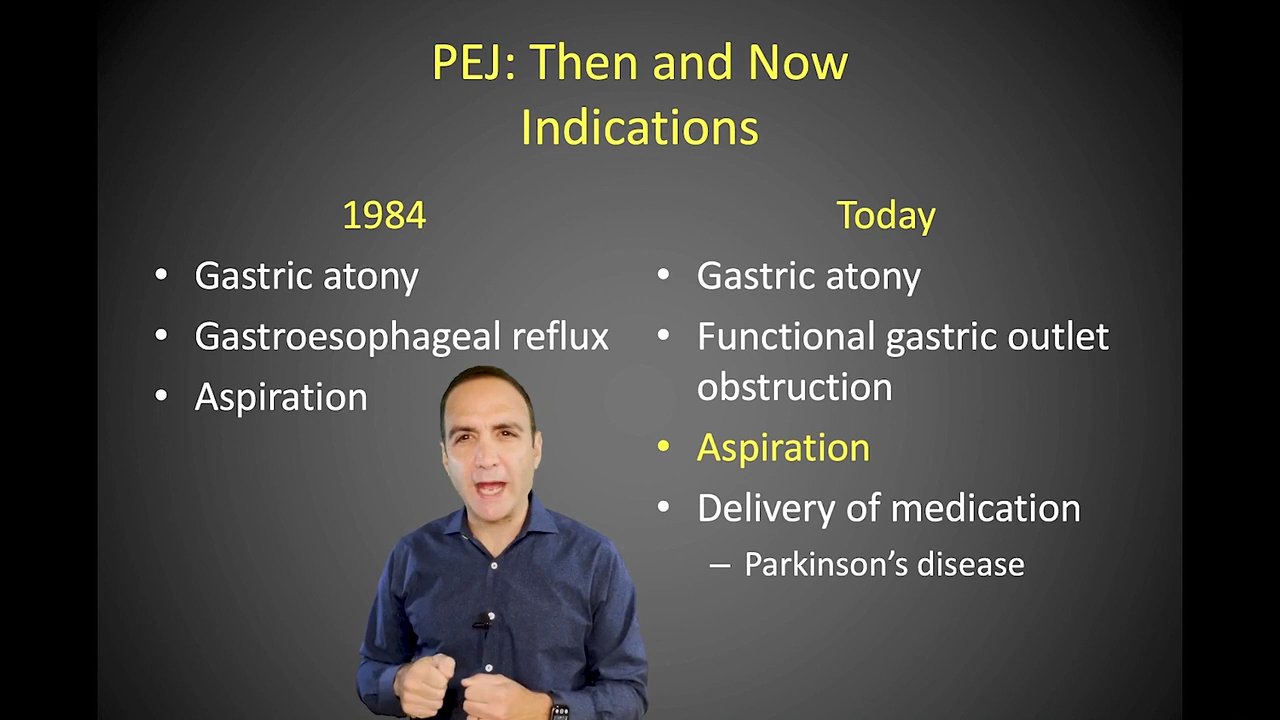 PEJ: Then and Now
Indications
1984
• Gastric atony
• Gastroesophageal reflux
• Aspiration
Today
• Gastric atony
• Functional gastric outlet
obstruction
• Aspiration
• Delivery of medication
– Parkinson’s disease